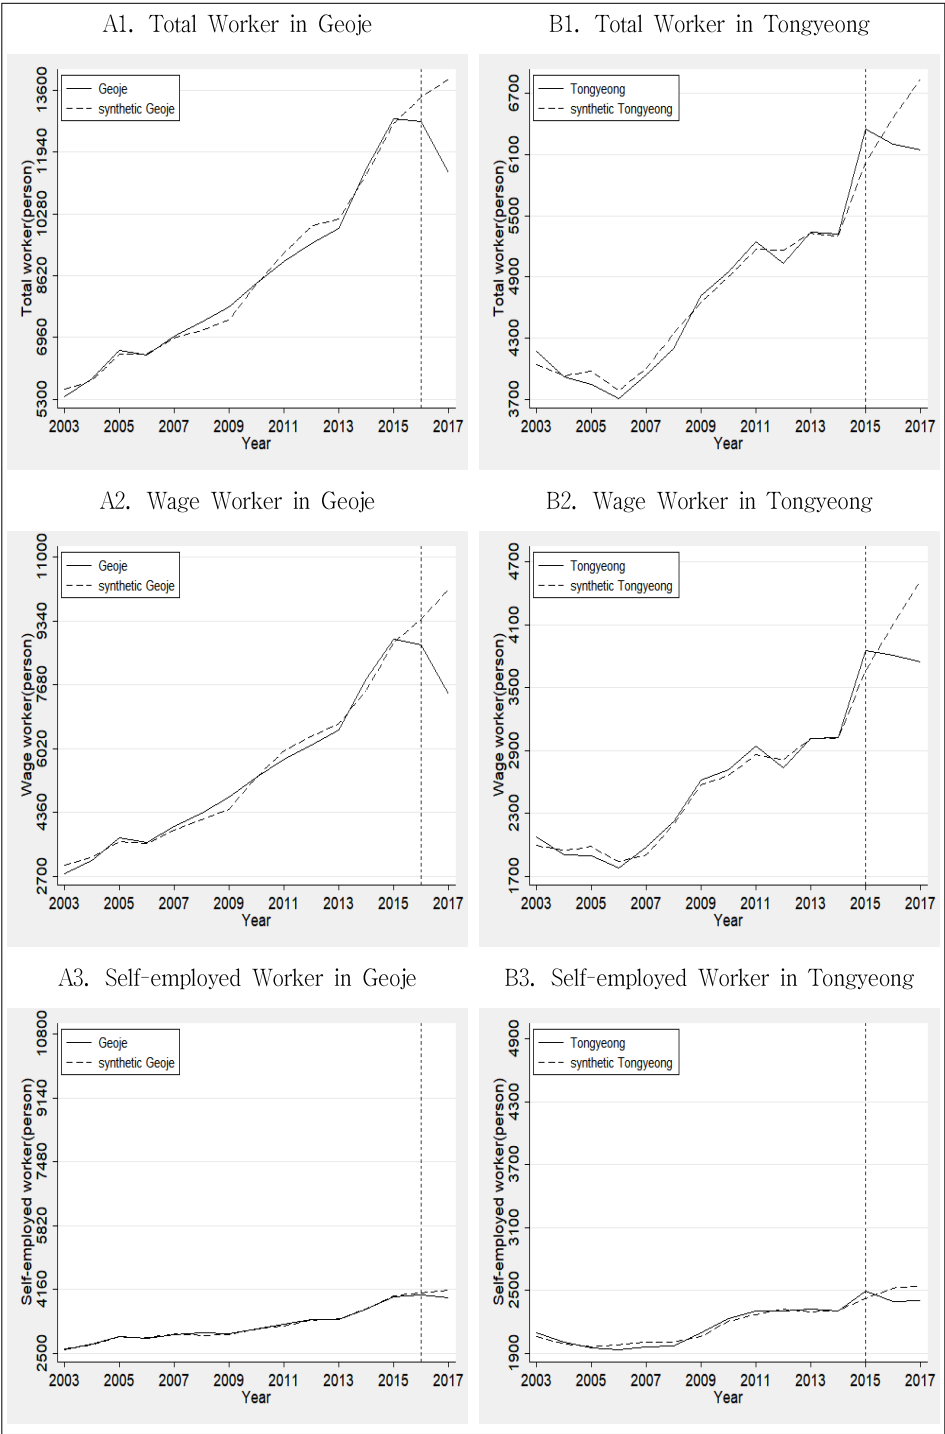 A1. Total Worker in Geoje
Geoje
synthetic Geoje
Total worker(person)
13600
11940
10280
8620
6960
5300
2003 2005 2007 2009 2011 2013 2015 2017
Year
B1. Total Worker in Tongyeong
Tongyeong
synthetic Tongyeong
Total worker(person)
6700
6100
5500
4900
4300
3700
2003 2005 2007 2009 2011 2013 2015 2017
Year
A2. Wage Worker in Geoje
Geoje
synthetic Geoje
Wage worker(person)
11000
9340
7680
6020
4360
2700
2003 2005 2007 2009 2011 2013 2015 2017
Year
B2. Wage Worker in Tongyeong
Tongyeong
synthetic Tongyeong
Wage worker(person)
4700
4100
3500
2900
2300
1700
2003 2005 2007 2009 2011 2013 2015 2017
Year
A3. Self-employed Worker in Geoje
Geoje
synthetic Geoje
Self-employed worker(person)
10800
9140
7480
5820
4160
2500
2003 2005 2007 2009 2011 2013 2015 2017
Year
B3. Self-employed Worker in Tongyeong
Tongyeong
synthetic Tongyeong
Self-employed worker(person)
4900
4300
3700
3100
2500
1900
2003 2005 2007 2009 2011 2013 2015 2017
Year